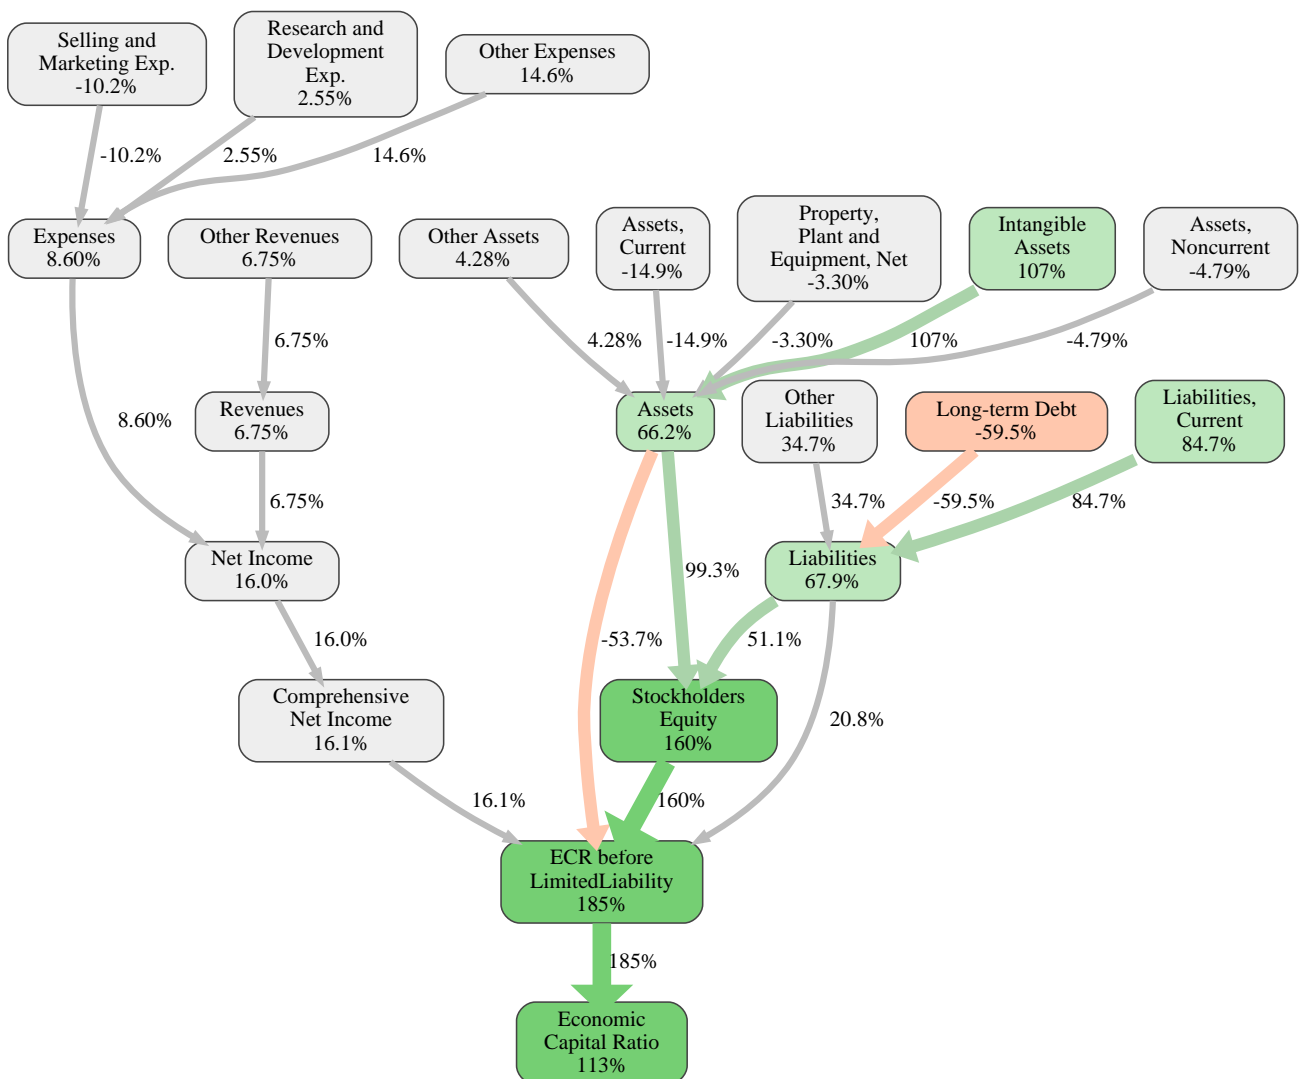 Selling and
Marketing Exp.
-10.2%
Research and
Development
Exp.
2.55%
Other Expenses
14.6%
-10.2%
2.55%
14.6%
Expenses
8.60%
Other Revenues
6.75%
Other Assets
4.28%
Assets,
Current
-14.9%
Property,
Plant and
Equipment, Net
-3.30%
Intangible
Assets
107%
Assets,
Noncurrent
-4.79%
6.75%
4.28%
-14.9%
-3.30%
107%
-4.79%
8.60%
Revenues
6.75%
Assets
66.2%
Other
Liabilities
34.7%
Long-term Debt
-59.5%
Liabilities,
Current
84.7%
6.75%
34.7%
-59.5%
84.7%
Net Income
16.0%
99.3%
Liabilities
67.9%
16.0%
-53.7%
51.1%
Comprehensive
Net Income
16.1%
Stockholders
Equity
160%
20.8%
16.1%
160%
ECR before
LimitedLiability
185%
185%
Economic
Capital Ratio
113%